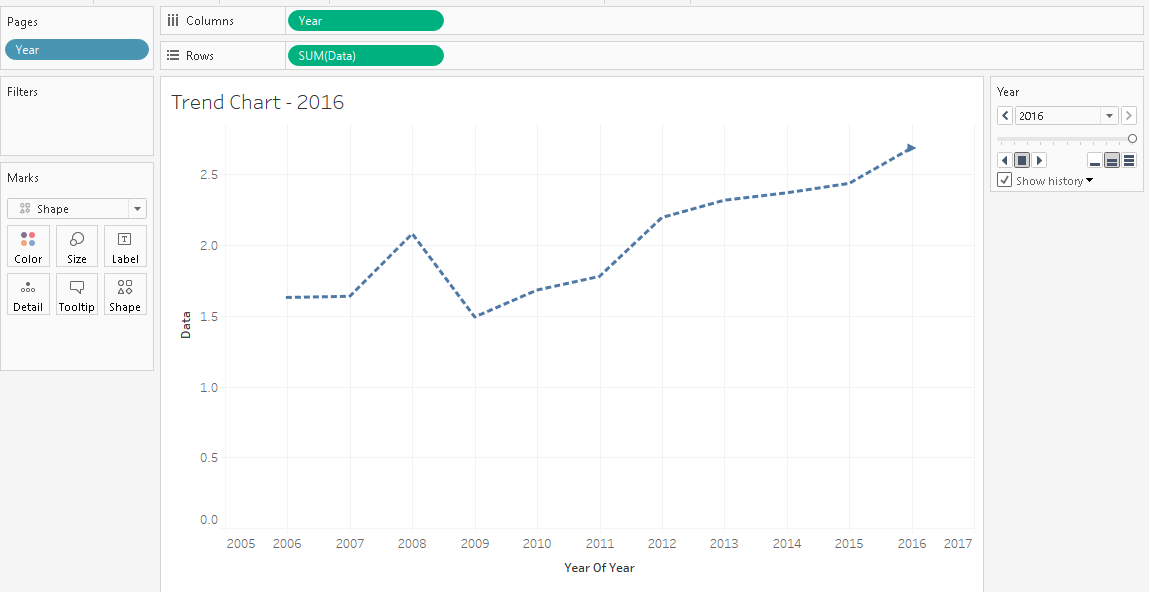 Pages
Year
Columns
Year
Rows
SUM(Data)
Filters
Marks
Shape
Color
Size
Label
Detail
Tooltip
Shape
Trend Chart - 2016
Data
2.5
2.0
1.5
1.0
0.5
0.0
2005 2006 2007 2008 2009 2010 2011 2012 2013 2014 2015 2016 2017
Year Of Year
Year
2016
Show history